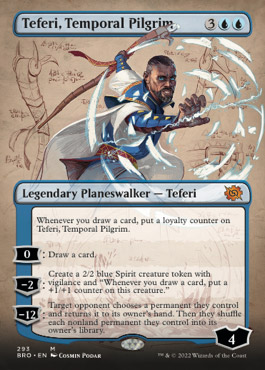 Teferi, Temporal Pilgrim 3
Legendary Planeswalker — Teferi
Whenever you draw a card, put a loyalty counter on
Teferi, Temporal Pilgrim.
0: Draw a card.
Create a 2/2 blue Spirit creature token with
−2: vigilance and "Whenever you draw a card, put a
+1/+1 counter on this creature."
Target opponent chooses a permanent they control
−12: and returns it to its owner's hand. Then they shuffle
each nonland permanent they control into its
owner's library.
4
293 M
BRO • EN COSMIN PODAR ™ & © 2022 Wizards of the Coast